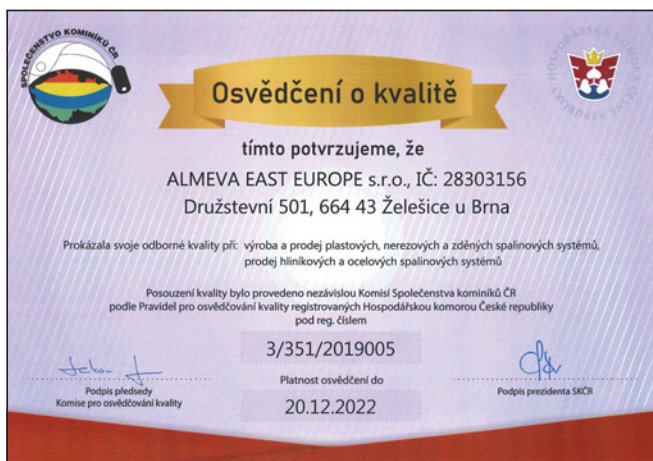 SPOLEČENSTVO KOMINÍKŮ ČR
HOSPODÁŘSKÁ KOMORA ČESKÉ REPUBLIKY
Osvědčení o kvalitě
tímto potvrzujeme, že
ALMEVA EAST EUROPE s.r.o., IČ: 28303156
Družstevní 501, 664 43 Želešice u Brna
Prokázala svoje odborné kvality při: výroba a prodej plastových, nerezových a zděných spalinových systémů,
prodej hliníkových a ocelových spalinových systémů
Posouzení kvality bylo provedeno nezávislou Komisí Společenstva kominíků ČR
podle Pravidel pro osvědčování kvality registrovaných Hospodářskou komorou České republiky
pod reg. číslem
3/351/2019005
Platnost osvědčení do
20.12.2022
Podpis předsedy
Komise pro osvědčování kvality
Podpis prezidenta SKČR